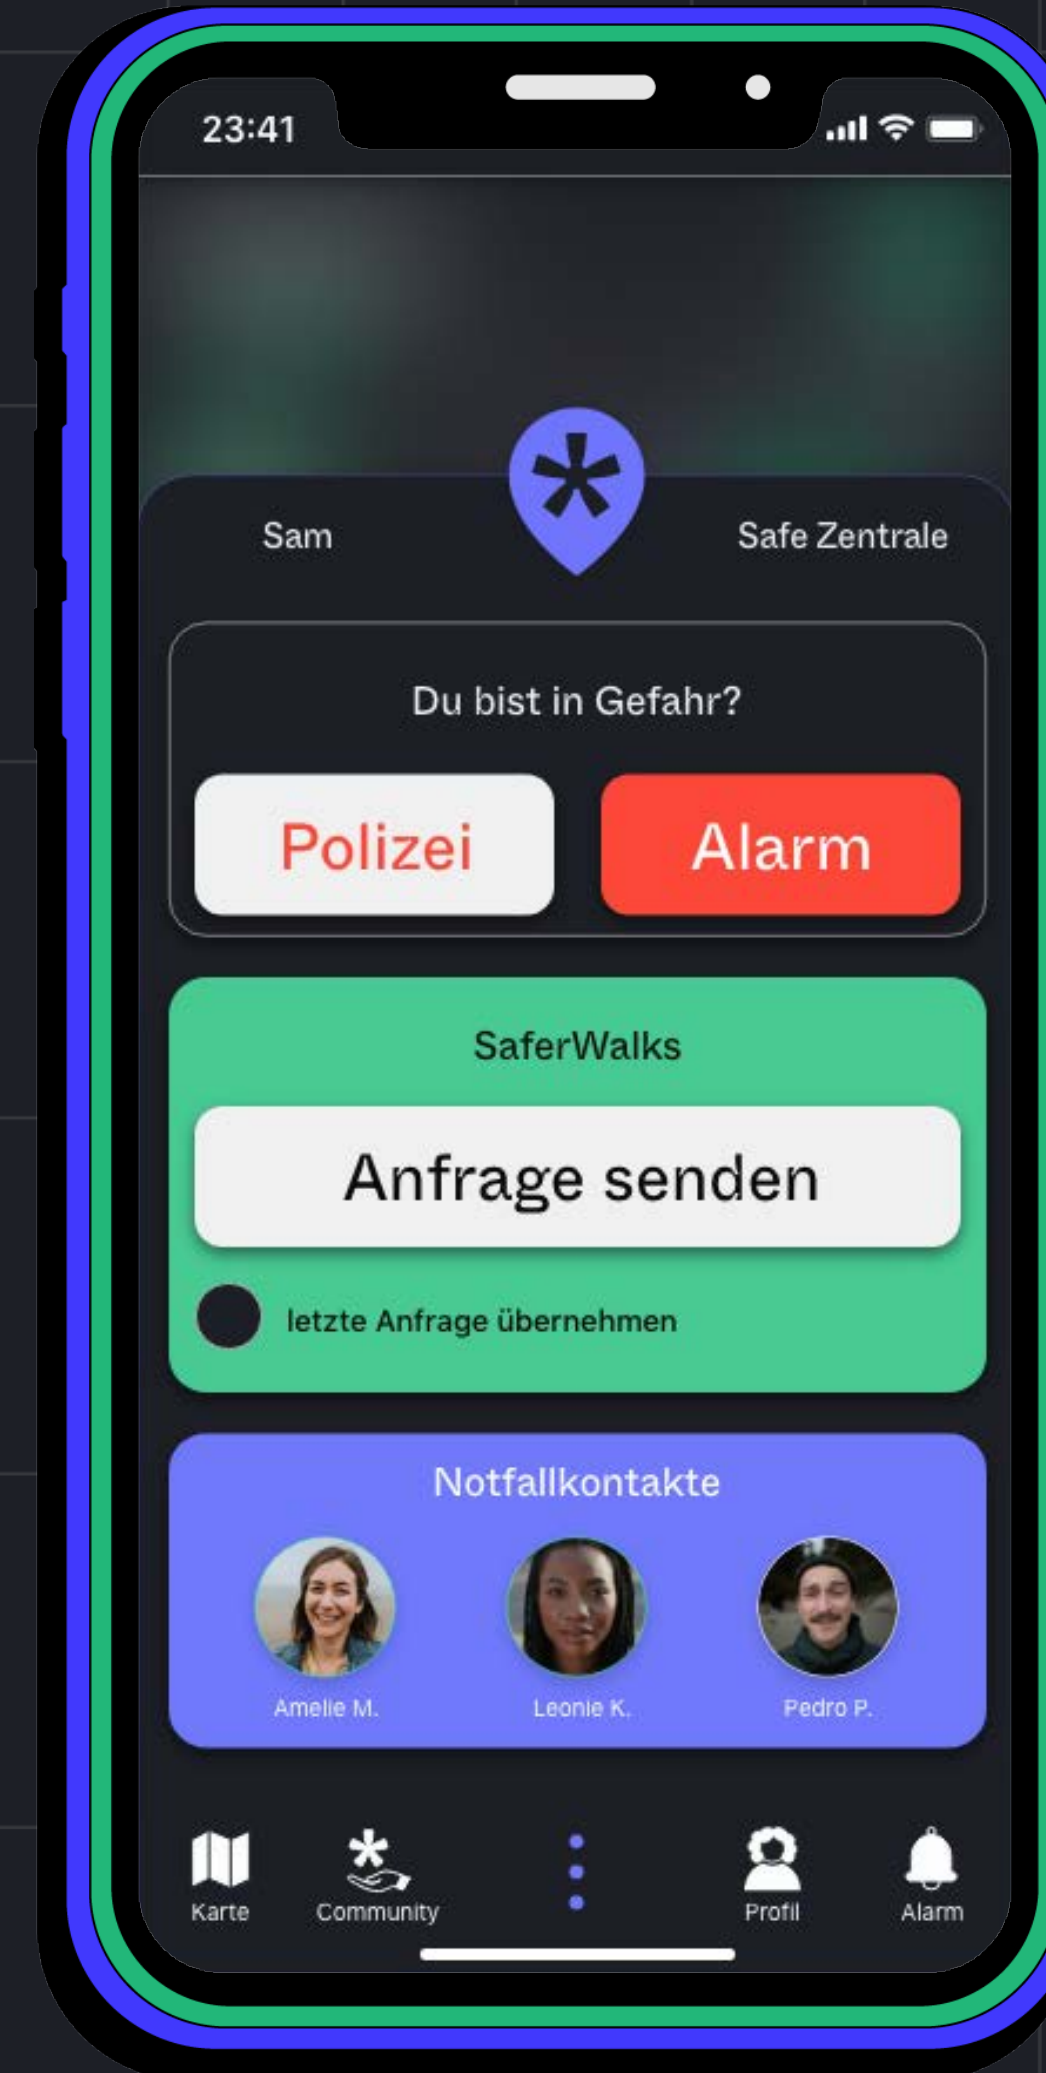 23:41
Sam
Safe Zentrale
Du bist in Gefahr?
Polizei
Alarm
SaferWalks
Anfrage senden
letzte Anfrage übernehmen
Notfallkontakte
Amelie M.
Leonie K.
Pedro P.
Karte
Community
Profil
Alarm